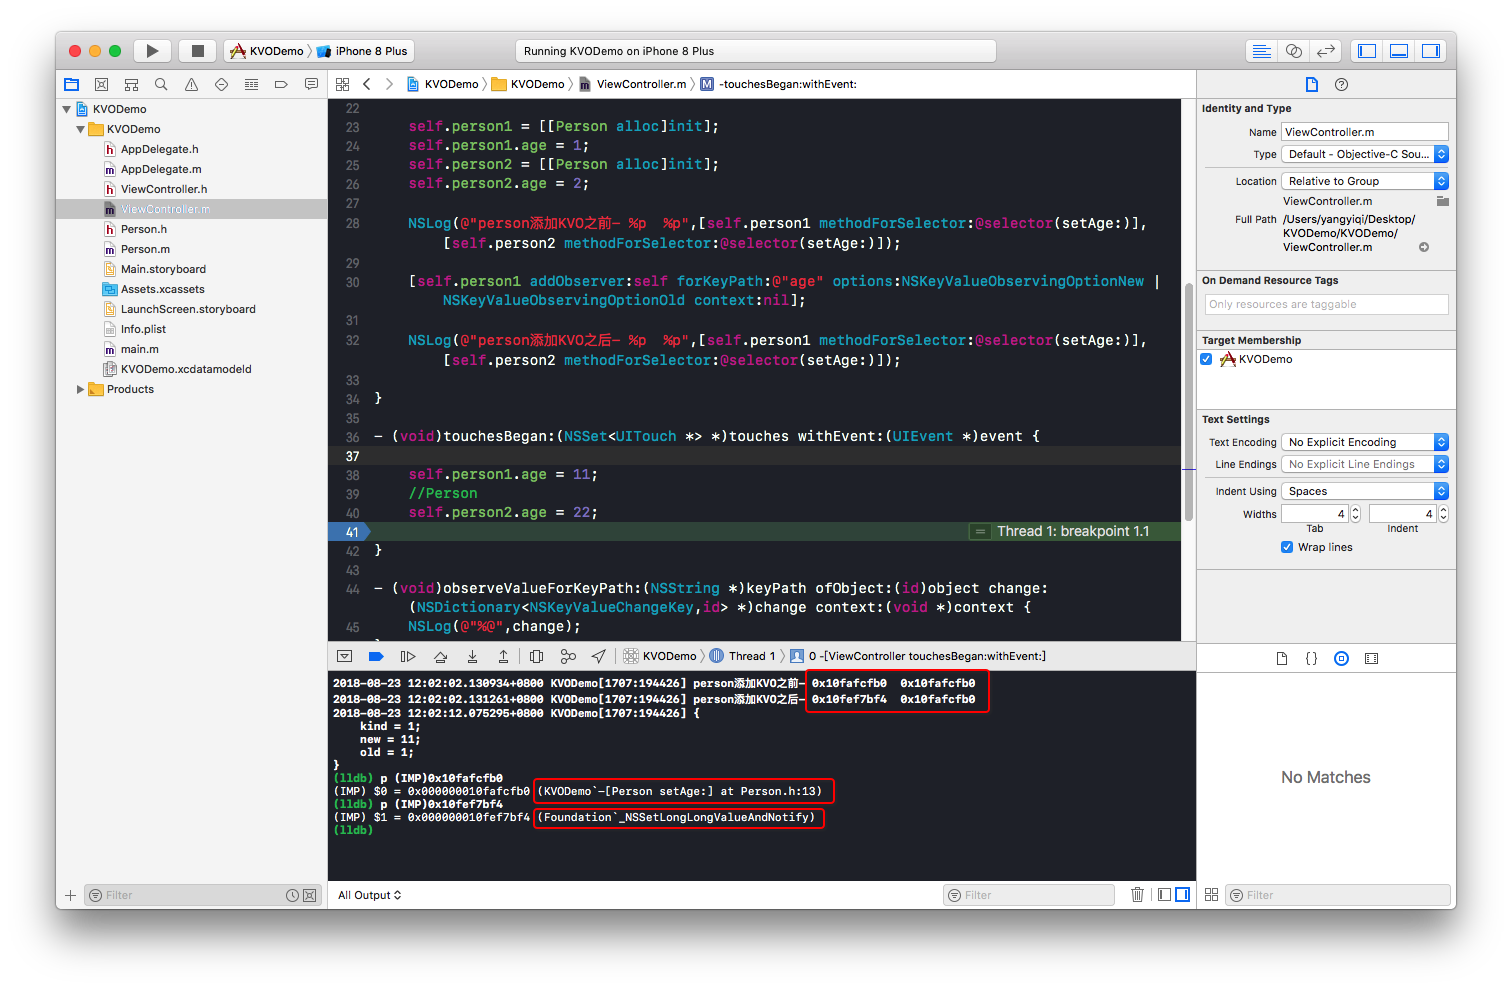 KVODemo 〉 iPhone 8 Plus
Running KVODemo on iPhone 8 Plus
KVODemo 〉 KVODemo 〉 ViewController.m 〉 M -touchesBegan:withEvent:
KVODemo
KVODemo
h AppDelegate.h
m AppDelegate.m
h ViewController.h
m ViewController.m
h Person.h
m Person.m
Main.storyboard
Assets.xcassets
LaunchScreen.storyboard
Info.plist
m main.m
KVODemo.xcdatamodeld
Products
Filter
22
23 self.person1 = [[Person alloc]init];
24 self.person1.age = 1;
25 self.person2 = [[Person alloc]init];
26 self.person2.age = 2;
27
28 NSLog(@"person添加KVO之前- %p  %p",[self.person1 methodForSelector:@selector(setAge:)],
[self.person2 methodForSelector:@selector(setAge:)]);
29
30 [self.person1 addObserver:self forKeyPath:@"age" options:NSKeyValueObservingOptionNew |
NSKeyValueObservingOptionOld context:nil];
31
32 NSLog(@"person添加KVO之后- %p  %p",[self.person1 methodForSelector:@selector(setAge:)],
[self.person2 methodForSelector:@selector(setAge:)]);
33
34 }
35
36 - (void)touchesBegan:(NSSet<UITouch *> *)touches withEvent:(UIEvent *)event {
37
38 self.person1.age = 11;
39 //Person
40 self.person2.age = 22;
41 = Thread 1: breakpoint 1.1
42 }
43
44 - (void)observeValueForKeyPath:(NSString *)keyPath ofObject:(id)object change:
(NSDictionary<NSKeyValueChangeKey,id> *)change context:(void *)context {
45 NSLog(@"%@",change);
KVODemo 〉 Thread 1 〉 0 -[ViewController touchesBegan:withEvent:]
2018-08-23 12:02:02.130934+0800 KVODemo[1707:194426] person添加KVO之前- 0x10fafcfb0  0x10fafcfb0
2018-08-23 12:02:02.131261+0800 KVODemo[1707:194426] person添加KVO之后- 0x10fef7bf4  0x10fafcfb0
2018-08-23 12:02:12.075295+0800 KVODemo[1707:194426] {
kind = 1;
new = 11;
old = 1;
}
(lldb) p (IMP)0x10fafcfb0
(IMP) $0 = 0x000000010fafcfb0 (KVODemo`-[Person setAge:] at Person.h:13)
(lldb) p (IMP)0x10fef7bf4
(IMP) $1 = 0x000000010fef7bf4 (Foundation`_NSSetLongLongValueAndNotify)
(lldb)
All Output
Filter
Identity and Type
Name ViewController.m
Type Default - Objective-C Sou...
Location Relative to Group
ViewController.m
Full Path /Users/yangyiqi/Desktop/
KVODemo/KVODemo/
ViewController.m
On Demand Resource Tags
Only resources are taggable
Target Membership
KVODemo
Text Settings
Text Encoding No Explicit Encoding
Line Endings No Explicit Line Endings
Indent Using Spaces
Widths 4 4
Tab Indent
Wrap lines
No Matches
Filter